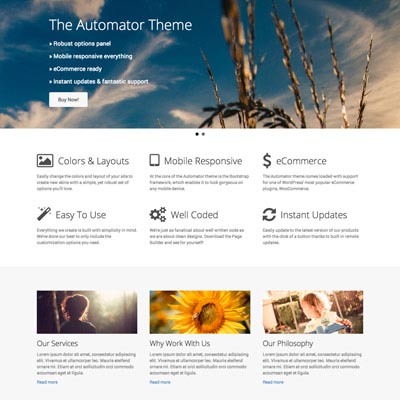 The Automator Theme
» Robust options panel
» Mobile responsive everything
» eCommerce ready
» Instant updates & fantastic support
Buy Now!
Colors & Layouts
Easily change the colors and layout of your site to
create new skins with a simple, yet robust set of
options you'll love.
Mobile Responsive
At the core of the Automator theme is the Bootstrap
framework, which enables it to look gorgeous on
any mobile device.
eCommerce
The Automator theme comes loaded with support
for one of WordPress' most popular eCommerce
plugins, WooCommerce.
Easy To Use
Everything we create is built with simplicity in mind.
We've done our best to only include the
customization options you need.
Well Coded
We're just as fanatical about well written code as
we are about clean designs. Download the Page
Builder and see for yourself!
Instant Updates
Easily update to the latest version of our products
with the click of a button thanks to built in remote
updates.
Our Services
Lorem ipsum dolor sit amet, consectetur adipiscing
elit. Vivamus et ullamcorper mauris. Mauris eleifend
ornare mi. Etiam at orci sollicitudin orci commodo
aliquam eget et ligula.
Read more
Why Work With Us
Lorem ipsum dolor sit amet, consectetur adipiscing
elit. Vivamus et ullamcorper mauris. Mauris eleifend
ornare mi. Etiam at orci sollicitudin orci commodo
aliquam eget et ligula.
Read more
Our Philosophy
Lorem ipsum dolor sit amet, consectetur adipiscing
elit. Vivamus et ullamcorper mauris. Mauris eleifend
ornare mi. Etiam at orci sollicitudin orci commodo
aliquam eget et ligula.
Read more